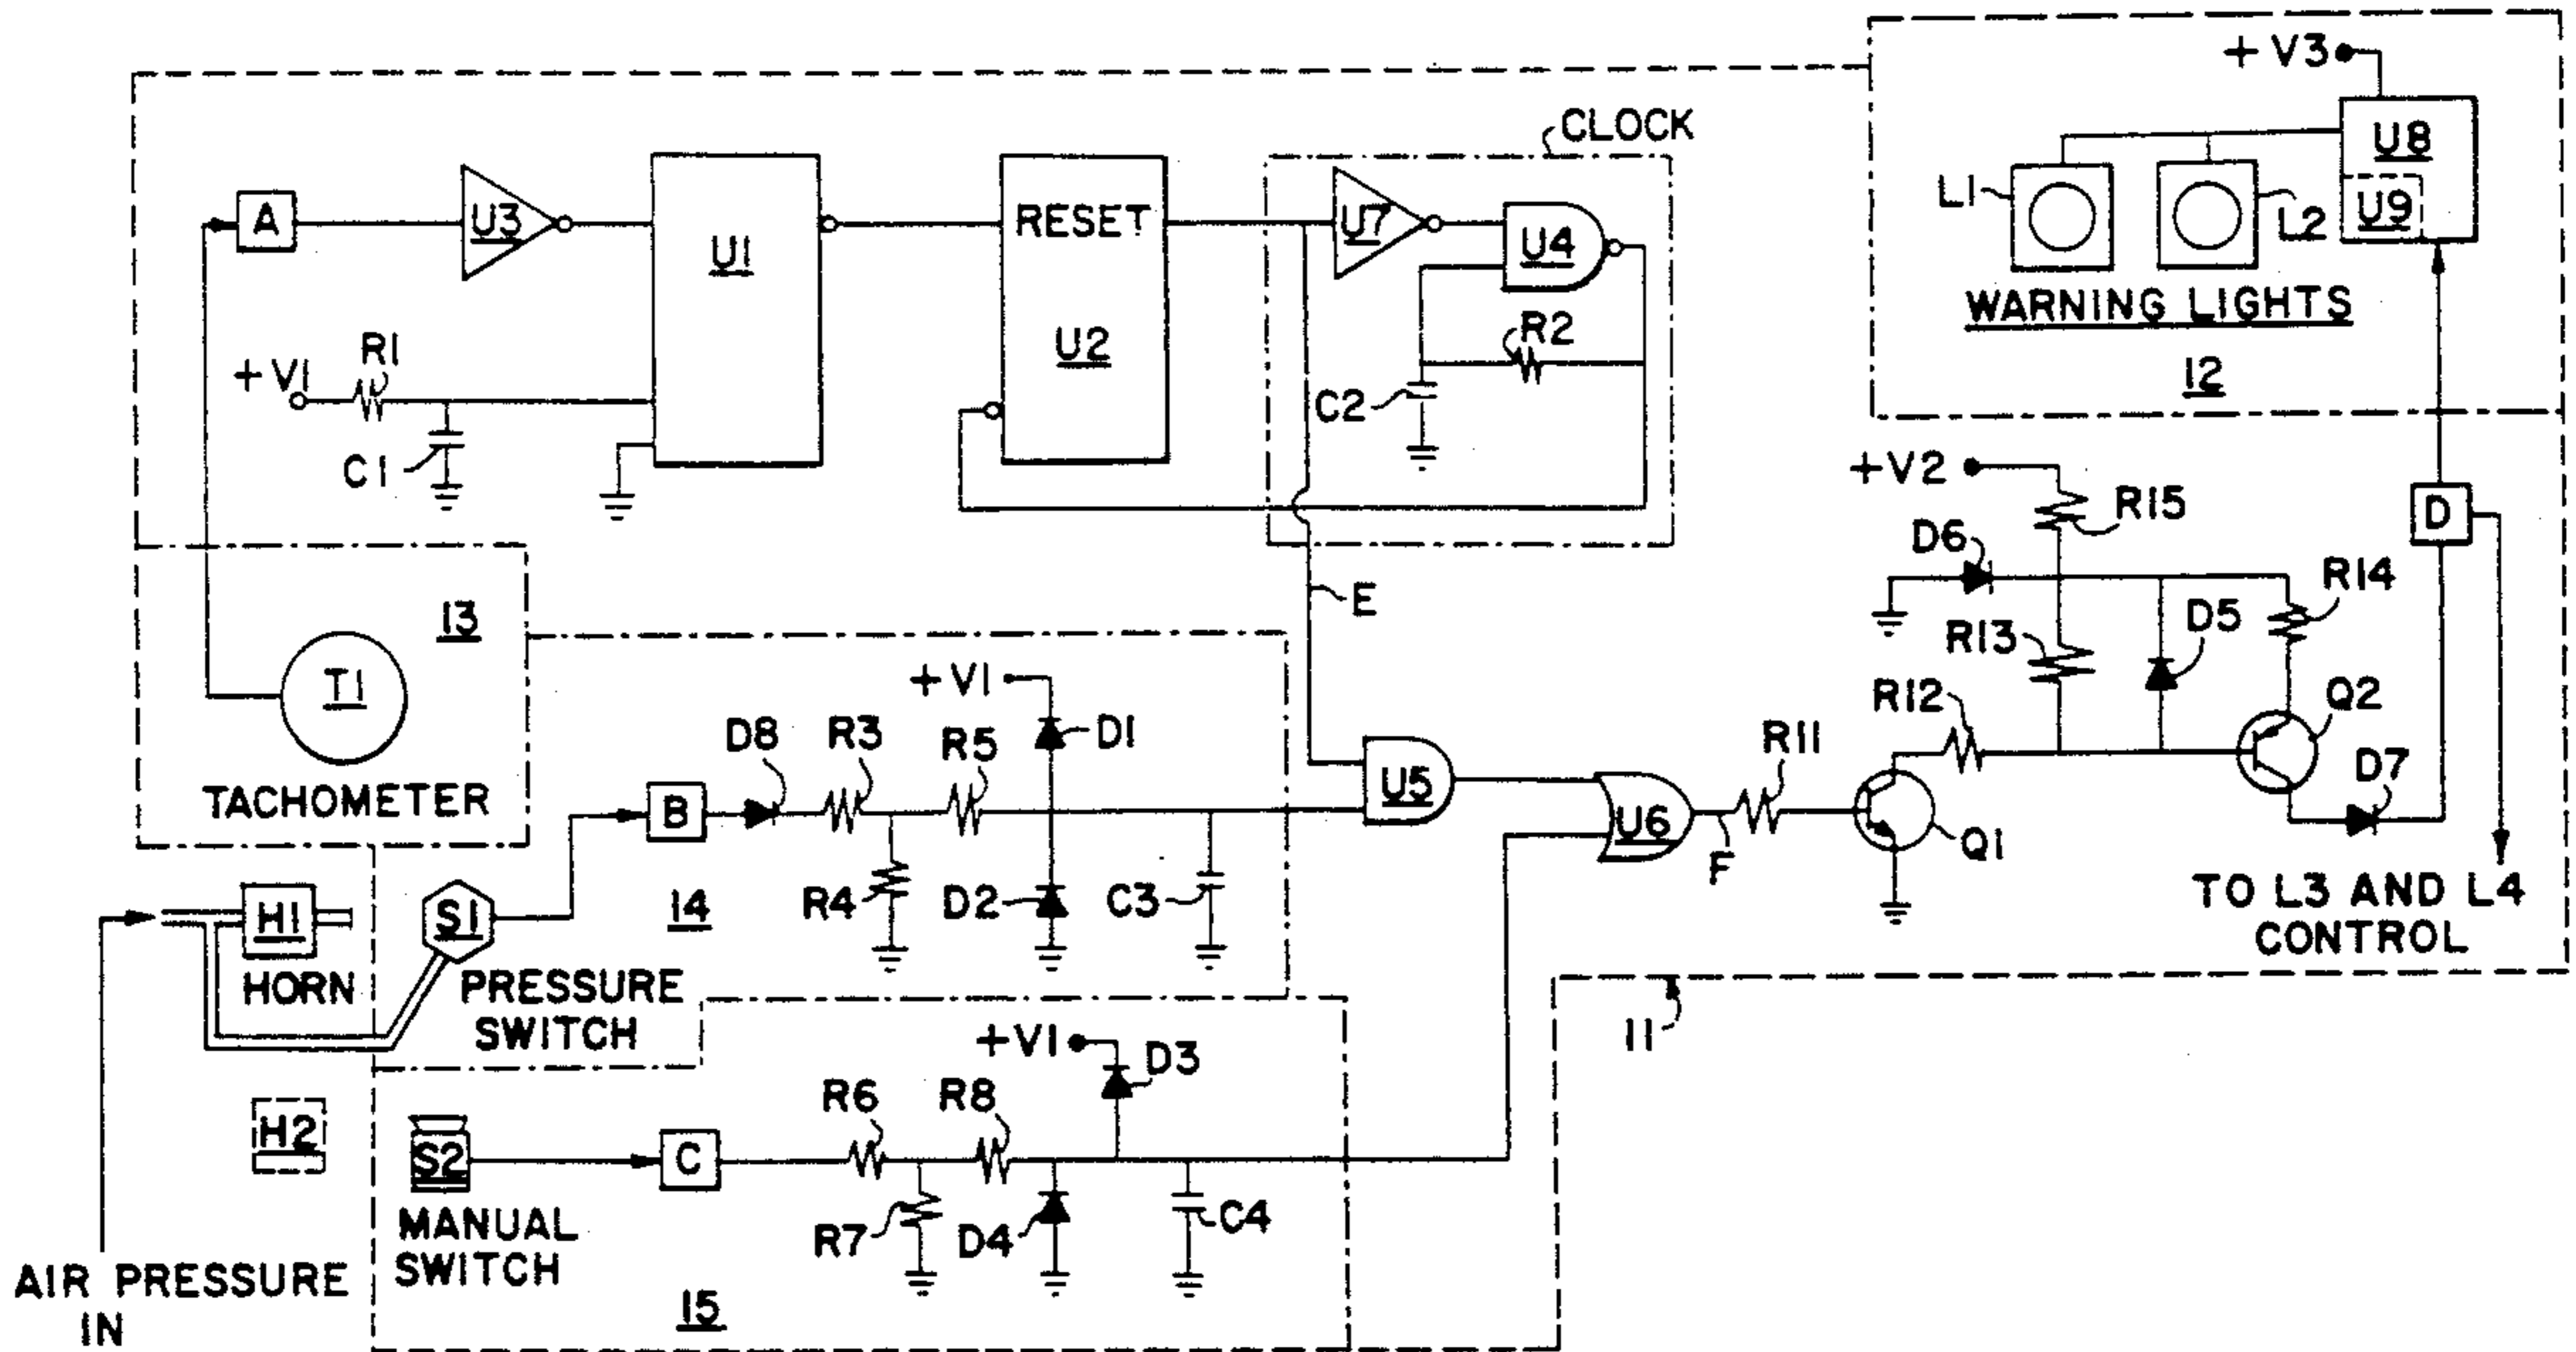 + V3
CLOCK
U8
L1
L2
U9
A
U3
U1
RESET
U7
U4
WARNING LIGHTS
R1
R2
U2
+ V1
12
C2
C1
+V2
R15
D
D6
R14
E
13
D5
R13
T1
+ V1
R12
Q2
D1
D8
R3
R5
R11
D7
U5
TACHOMETER
B
U6
Q1
F
H1
S1
14
R4
D2
C3
TO L3 AND L4
CONTROL
HORN
PRESSURE
SWITCH
11
+V1
D3
R6
R8
H2
S2
C
MANUAL
SWITCH
R7
D4
C4
AIR PRESSURE
IN
15